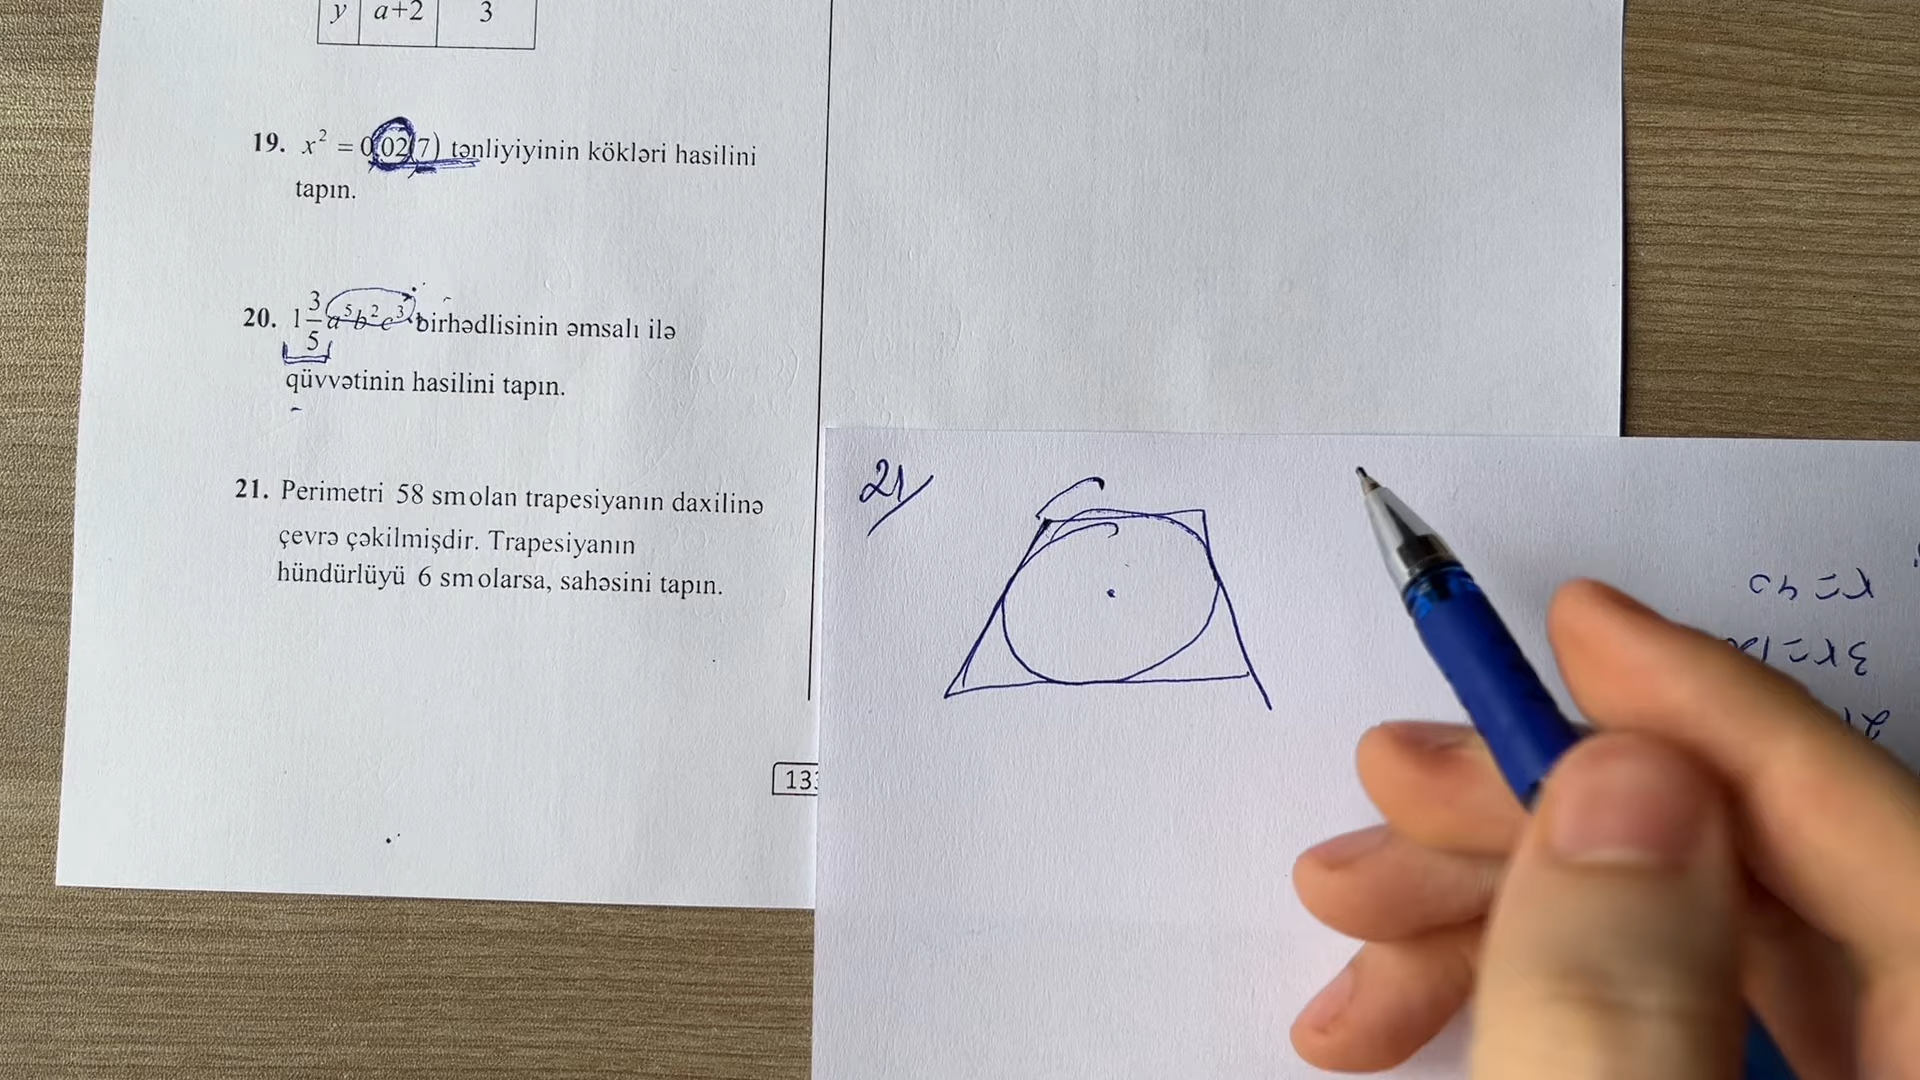 y a+2 3
19. x² = 0,02(7) tənliyiyinin kökləri hasilini
tapın.
20. 1 3/5 a⁵b²c³ birhədlisinin əmsalı ilə
qüvvətinin hasilini tapın.
21. Perimetri 58 sm olan trapesiyanın daxilinə
çevrə çəkilmişdir. Trapesiyanın
hündürlüyü 6 sm olarsa, sahəsini tapın.
21/